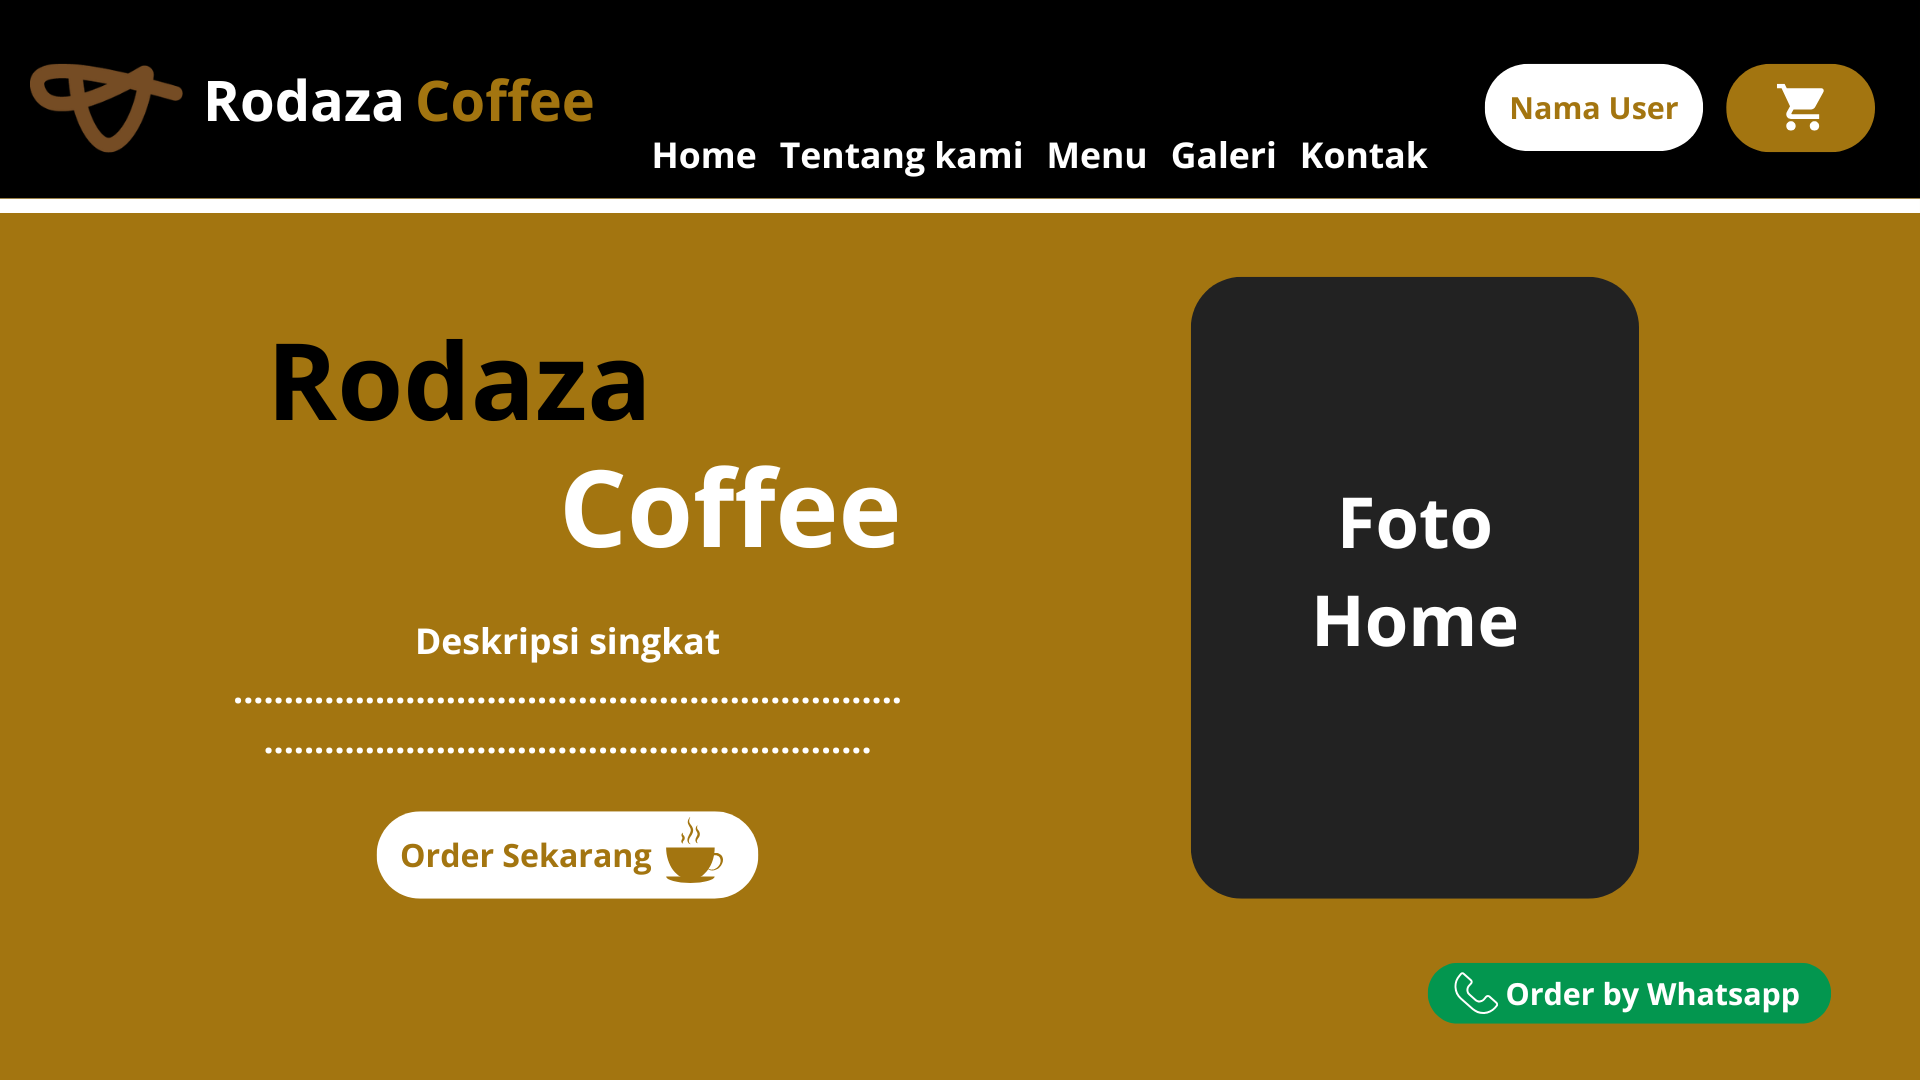 Rodaza Coffee
Home Tentang kami Menu Galeri Kontak
Nama User
Rodaza
Coffee
Deskripsi singkat
..................................................................
............................................................
Order Sekarang
Foto
Home
Order by Whatsapp